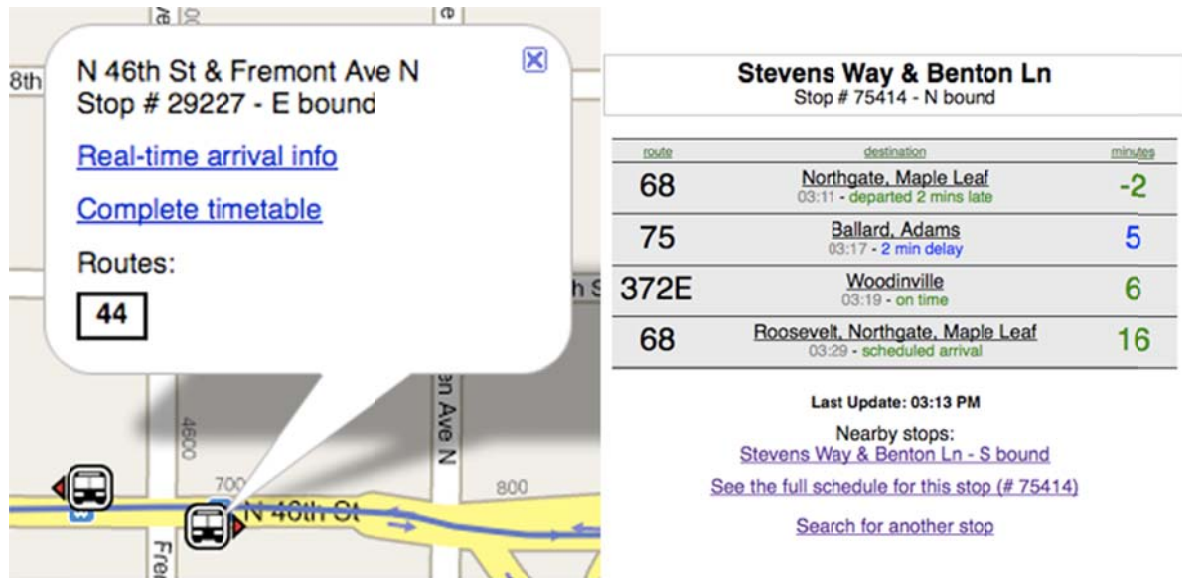 8th
N 46th St & Fremont Ave N
Stop # 29227 - E bound
Real-time arrival info
Complete timetable
Routes:
44
h S
en Ave N
4600
700
800
N 46th St
Fre
Stevens Way & Benton Ln
Stop # 75414 - N bound
route destination minutes
68 Northgate, Maple Leaf -2
03:11 - departed 2 mins late
75 Ballard, Adams 5
03:17 - 2 min delay
372E Woodinville 6
03:19 - on time
68 Roosevelt, Northgate, Maple Leaf 16
03:29 - scheduled arrival
Last Update: 03:13 PM
Nearby stops:
Stevens Way & Benton Ln - S bound
See the full schedule for this stop (# 75414)
Search for another stop